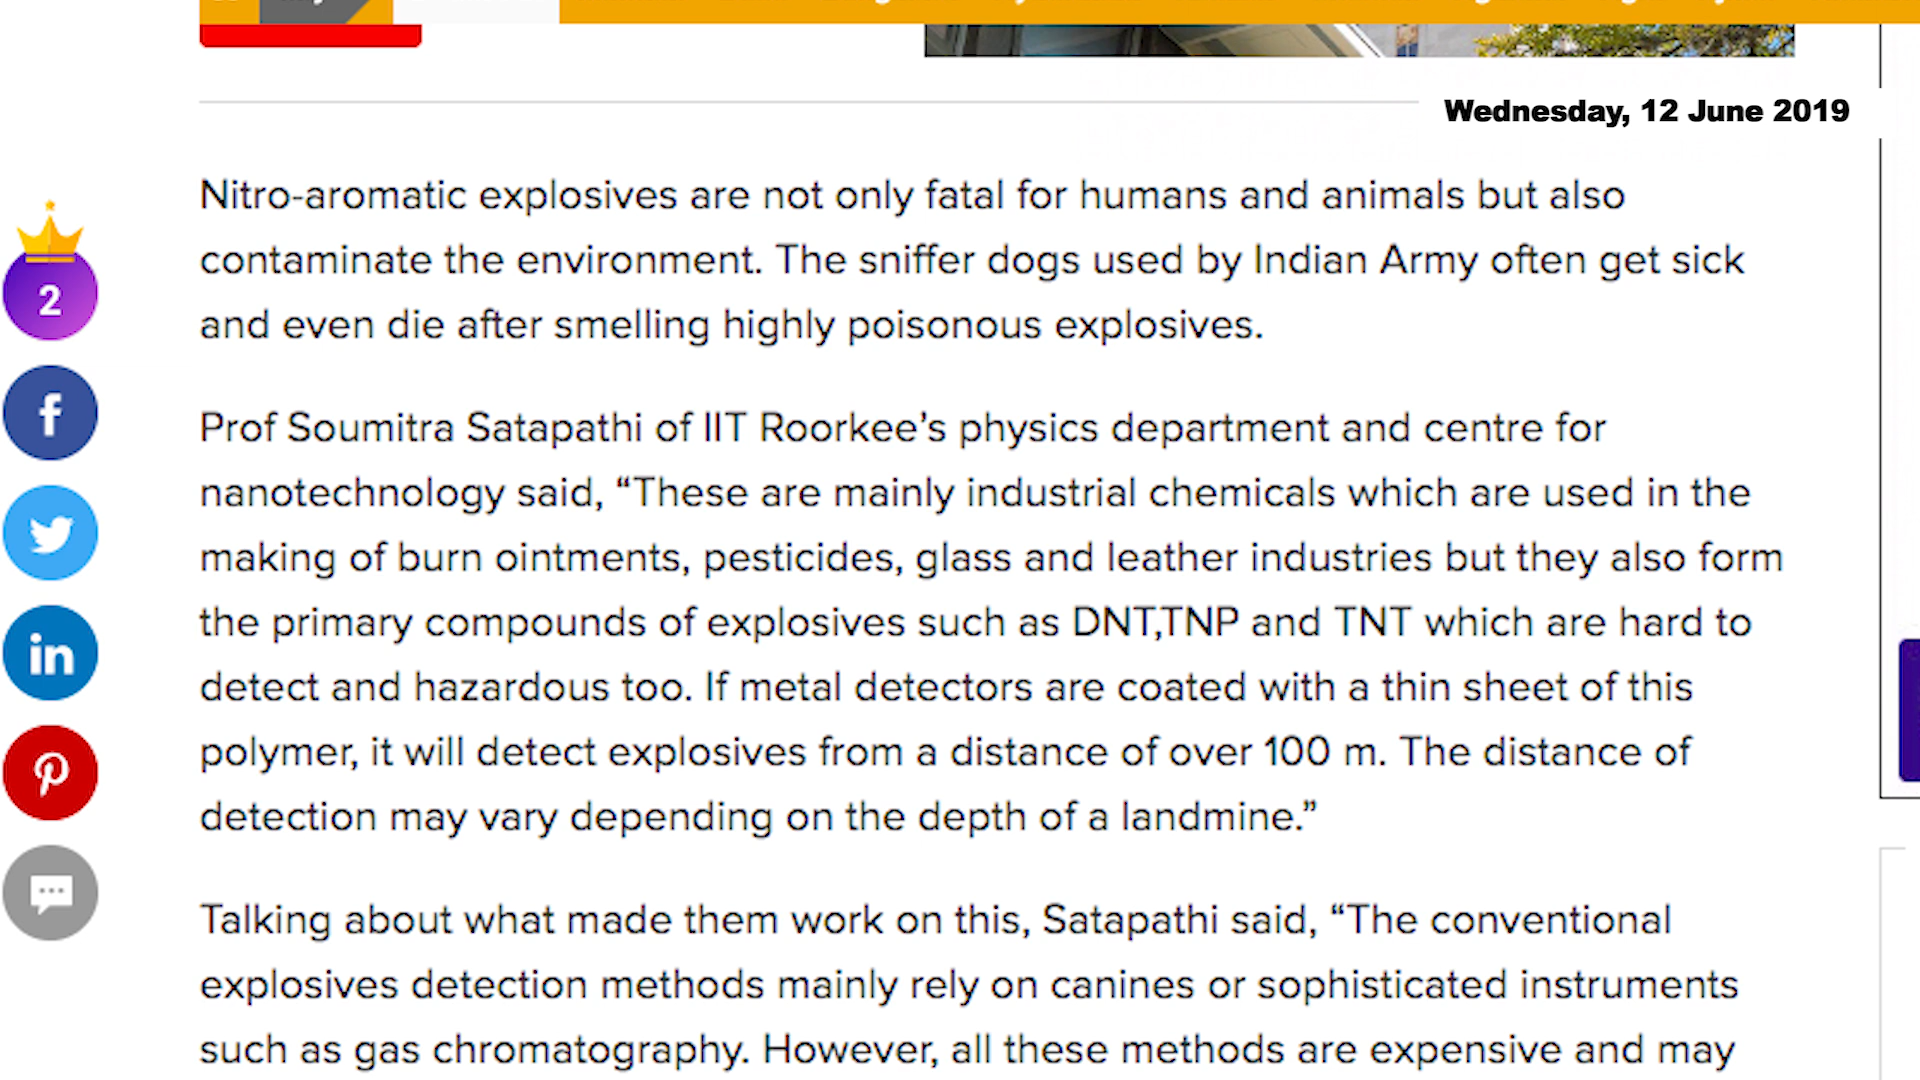 Wednesday, 12 June 2019
Nitro-aromatic explosives are not only fatal for humans and animals but also
contaminate the environment. The sniffer dogs used by Indian Army often get sick
and even die after smelling highly poisonous explosives.
2
Prof Soumitra Satapathi of IIT Roorkee’s physics department and centre for
nanotechnology said, “These are mainly industrial chemicals which are used in the
making of burn ointments, pesticides, glass and leather industries but they also form
the primary compounds of explosives such as DNT,TNP and TNT which are hard to
detect and hazardous too. If metal detectors are coated with a thin sheet of this
polymer, it will detect explosives from a distance of over 100 m. The distance of
detection may vary depending on the depth of a landmine.”
Talking about what made them work on this, Satapathi said, “The conventional
explosives detection methods mainly rely on canines or sophisticated instruments
such as gas chromatography. However, all these methods are expensive and may
f
in